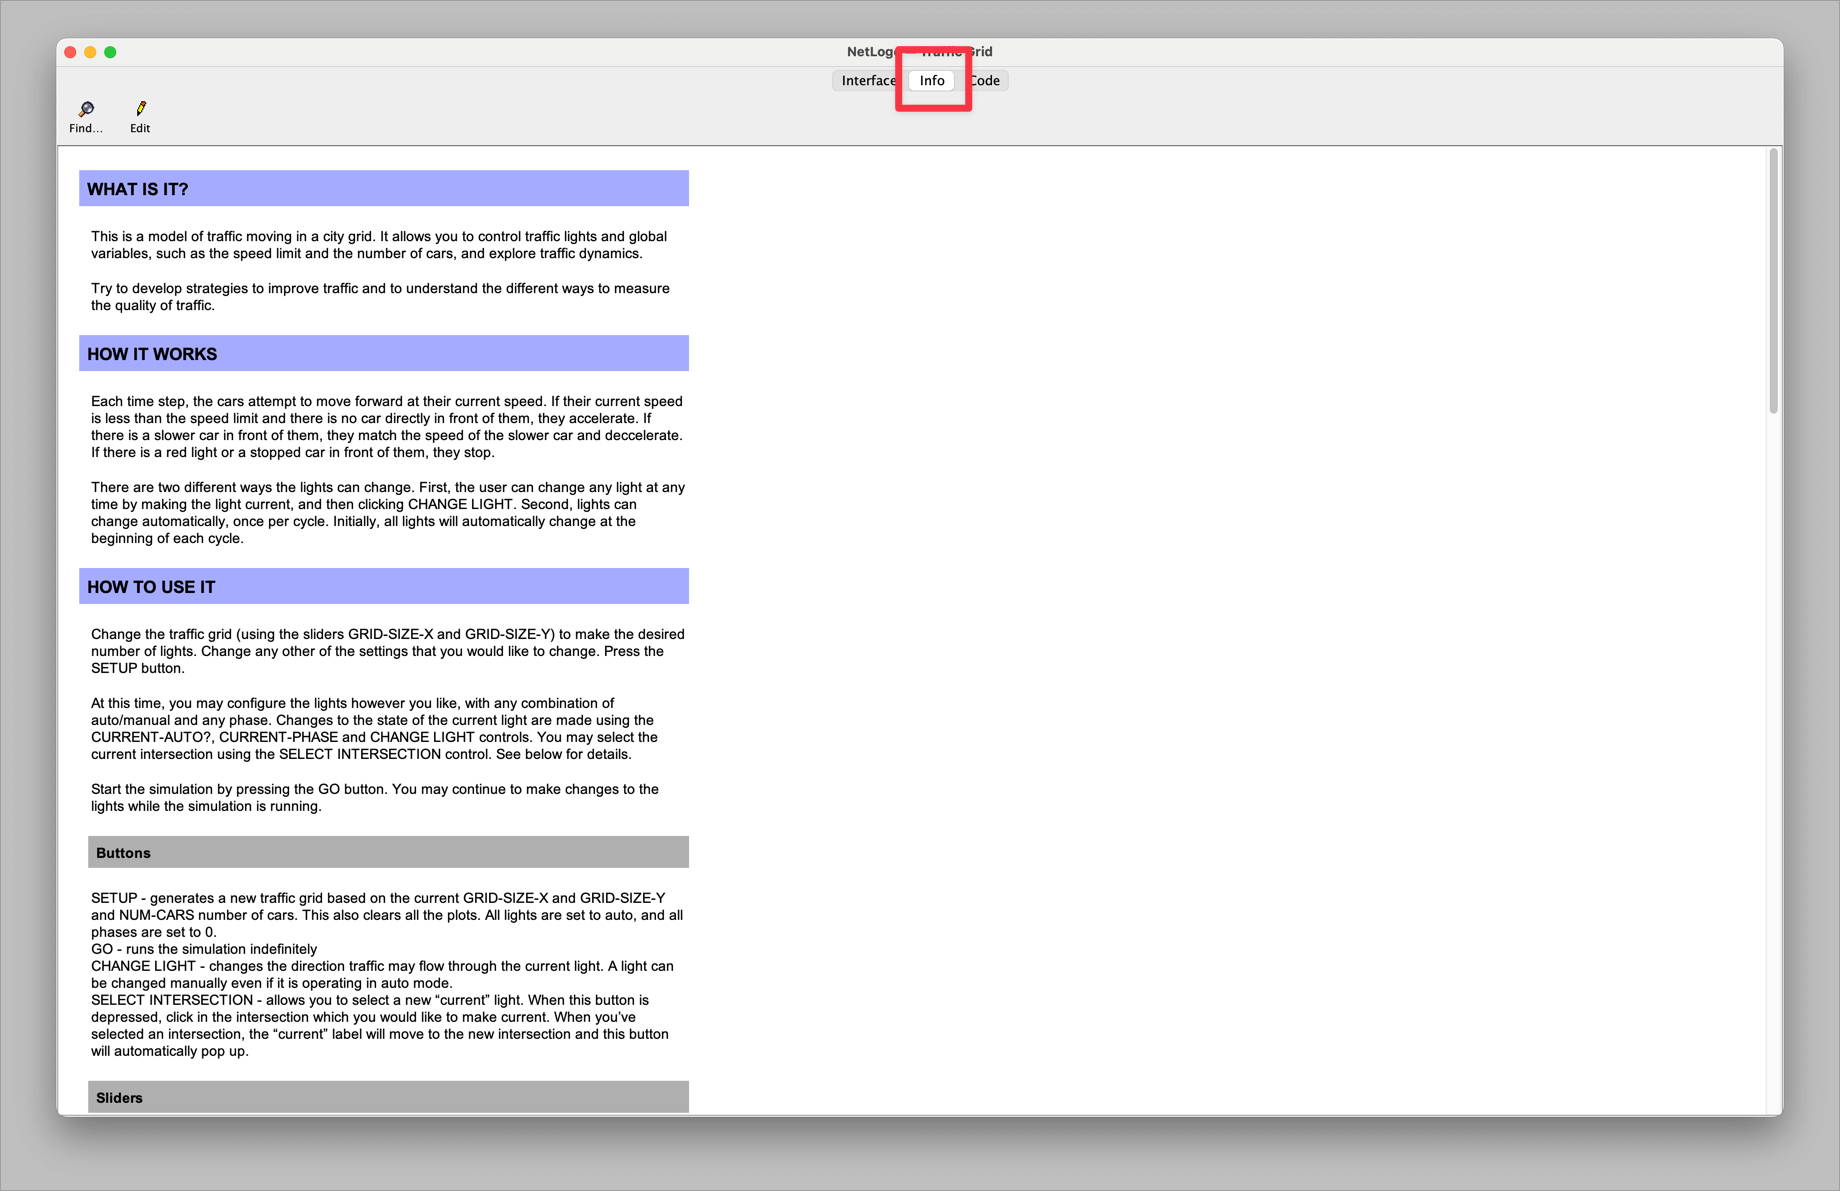 NetLogo — Traffic Grid
Interface Info Code
Find... Edit
WHAT IS IT?
This is a model of traffic moving in a city grid. It allows you to control traffic lights and global
variables, such as the speed limit and the number of cars, and explore traffic dynamics.
Try to develop strategies to improve traffic and to understand the different ways to measure
the quality of traffic.
HOW IT WORKS
Each time step, the cars attempt to move forward at their current speed. If their current speed
is less than the speed limit and there is no car directly in front of them, they accelerate. If
there is a slower car in front of them, they match the speed of the slower car and deccelerate.
If there is a red light or a stopped car in front of them, they stop.
There are two different ways the lights can change. First, the user can change any light at any
time by making the light current, and then clicking CHANGE LIGHT. Second, lights can
change automatically, once per cycle. Initially, all lights will automatically change at the
beginning of each cycle.
HOW TO USE IT
Change the traffic grid (using the sliders GRID-SIZE-X and GRID-SIZE-Y) to make the desired
number of lights. Change any other of the settings that you would like to change. Press the
SETUP button.
At this time, you may configure the lights however you like, with any combination of
auto/manual and any phase. Changes to the state of the current light are made using the
CURRENT-AUTO?, CURRENT-PHASE and CHANGE LIGHT controls. You may select the
current intersection using the SELECT INTERSECTION control. See below for details.
Start the simulation by pressing the GO button. You may continue to make changes to the
lights while the simulation is running.
Buttons
SETUP - generates a new traffic grid based on the current GRID-SIZE-X and GRID-SIZE-Y
and NUM-CARS number of cars. This also clears all the plots. All lights are set to auto, and all
phases are set to 0.
GO - runs the simulation indefinitely
CHANGE LIGHT - changes the direction traffic may flow through the current light. A light can
be changed manually even if it is operating in auto mode.
SELECT INTERSECTION - allows you to select a new “current” light. When this button is
depressed, click in the intersection which you would like to make current. When you’ve
selected an intersection, the “current” label will move to the new intersection and this button
will automatically pop up.
Sliders